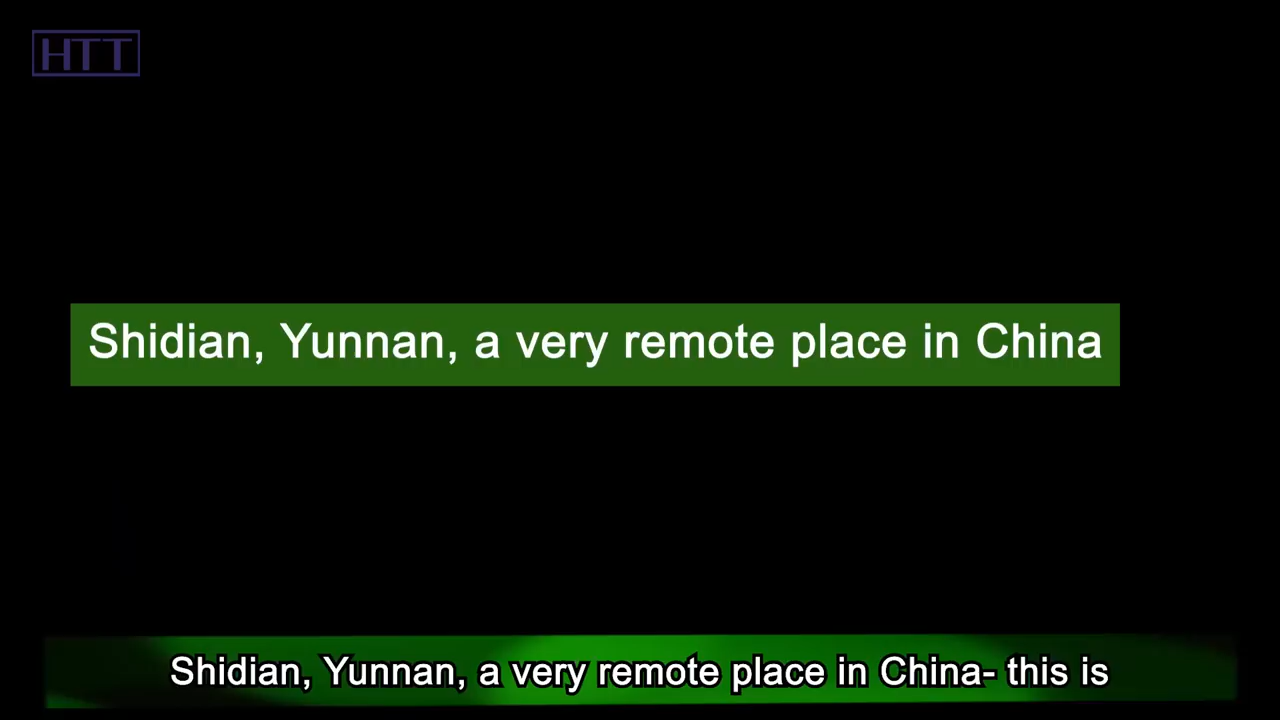 HTT
Shidian, Yunnan, a very remote place in China
Shidian, Yunnan, a very remote place in China- this is